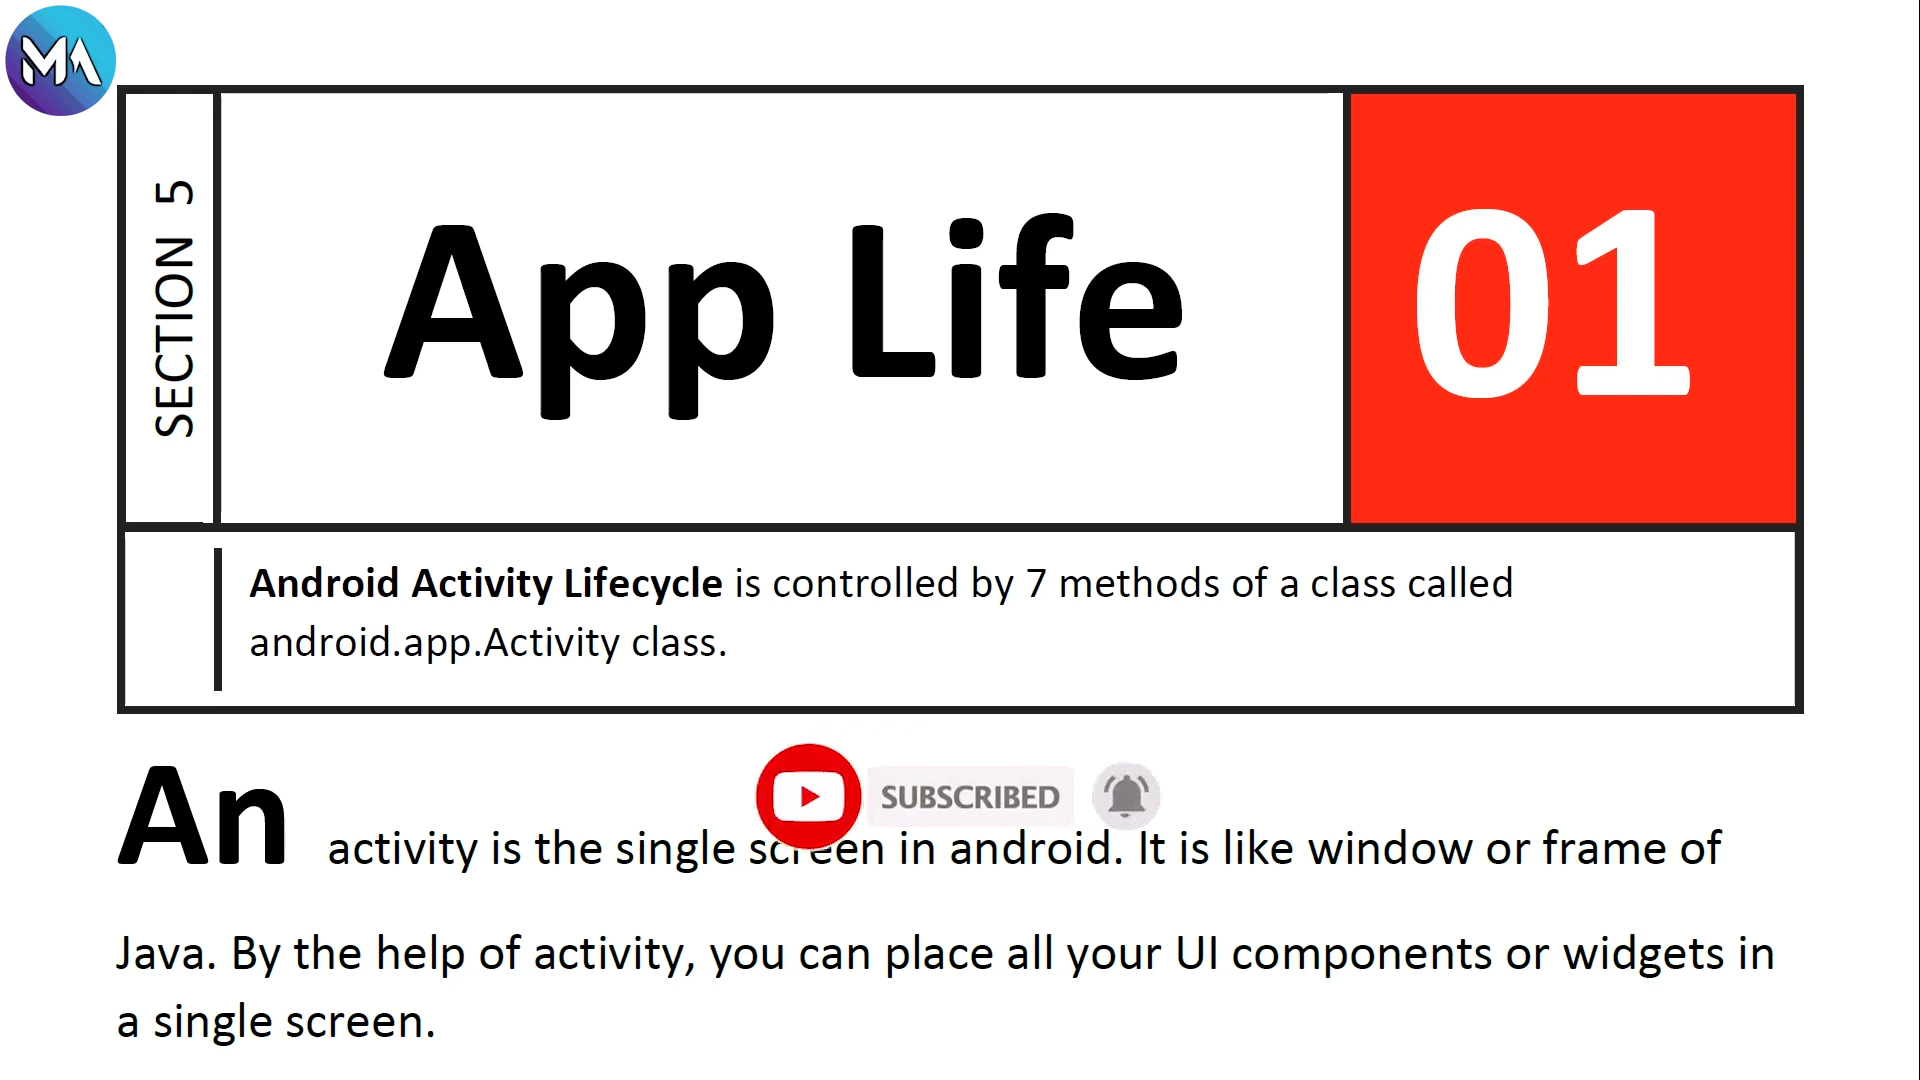 MA
SECTION 5
App Life
01
Android Activity Lifecycle is controlled by 7 methods of a class called
android.app.Activity class.
SUBSCRIBED
An activity is the single screen in android. It is like window or frame of
Java. By the help of activity, you can place all your UI components or widgets in
a single screen.